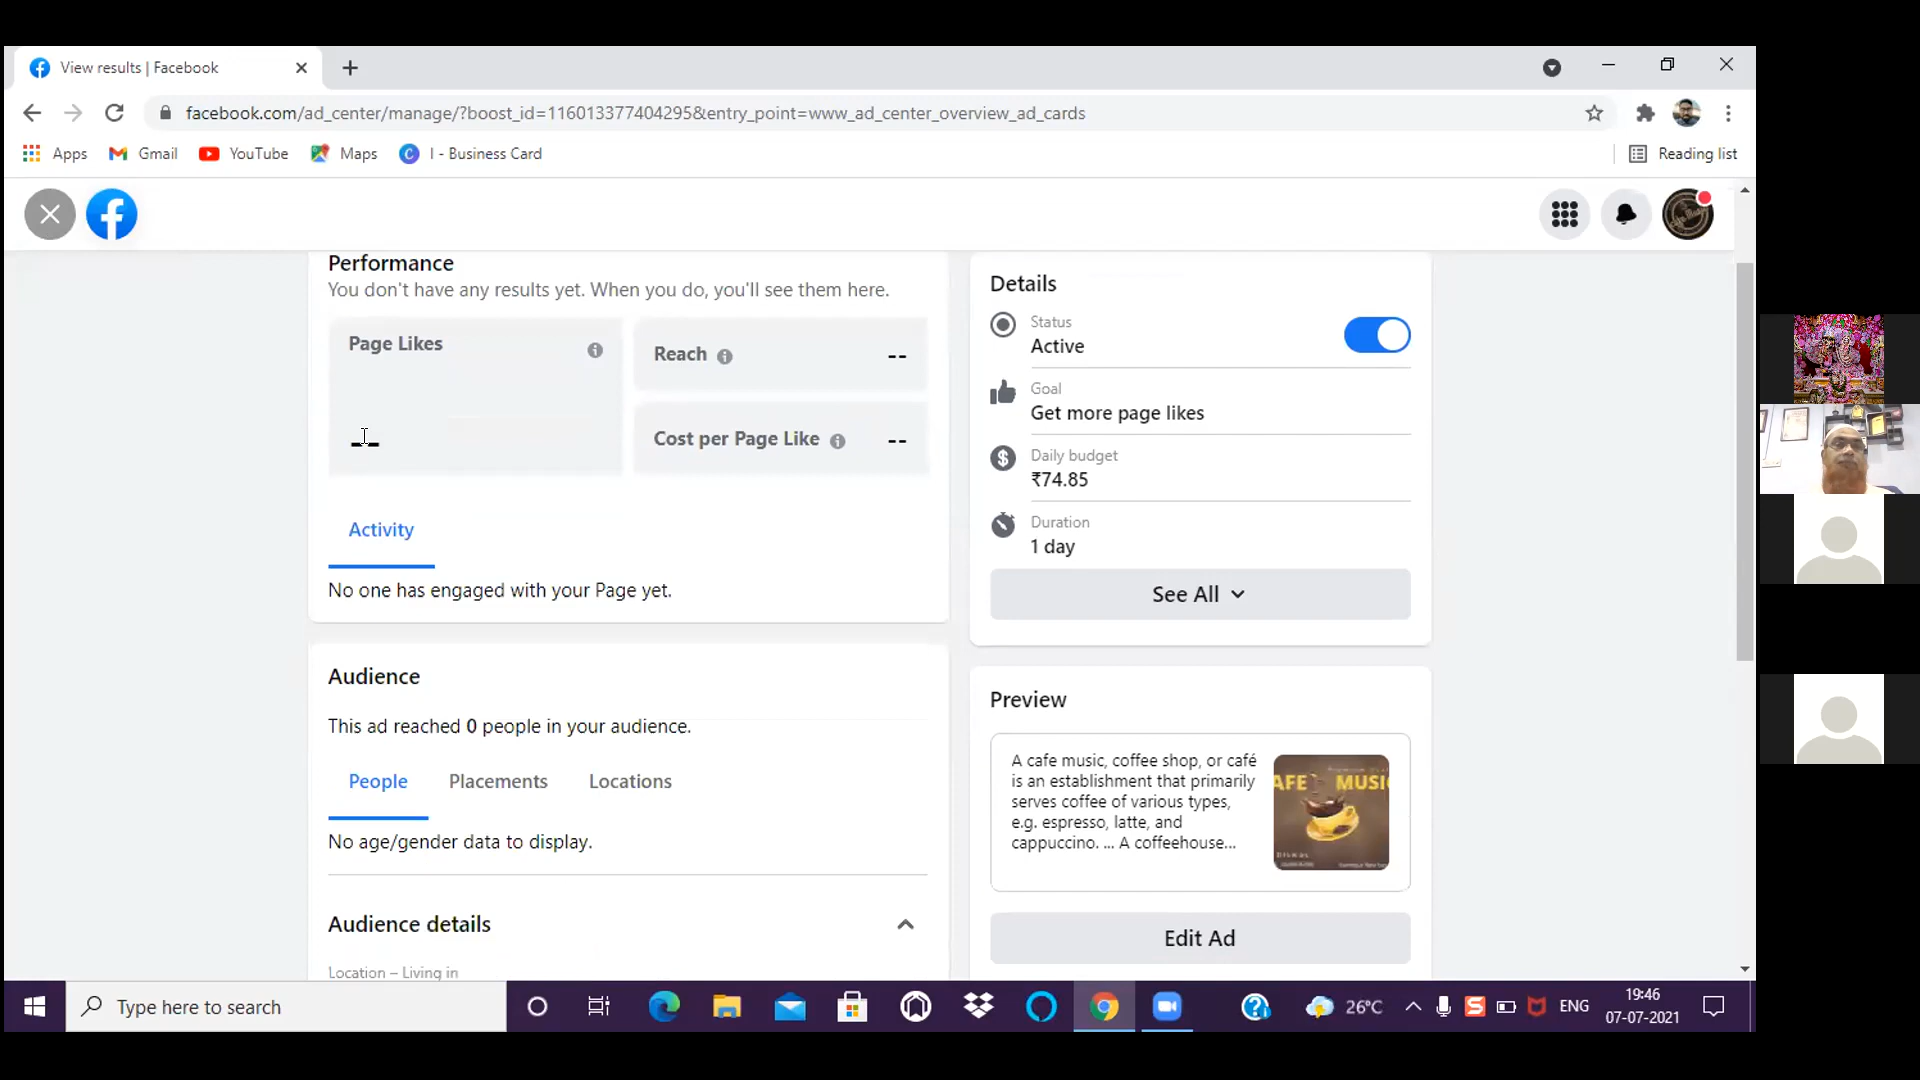 View results | Facebook
facebook.com/ad_center/manage/?boost_id=116013377404295&entry_point=www_ad_center_overview_ad_cards
Apps
Gmail
YouTube
Maps
I - Business Card
Reading list
Performance
You don't have any results yet. When you do, you'll see them here.
Page Likes
--
Reach
--
Cost per Page Like
--
Activity
No one has engaged with your Page yet.
Audience
This ad reached 0 people in your audience.
People
Placements
Locations
No age/gender data to display.
Audience details
Location – Living in
Details
Status
Active
Goal
Get more page likes
Daily budget
₹74.85
Duration
1 day
See All
Preview
A cafe music, coffee shop, or café
is an establishment that primarily
serves coffee of various types,
e.g. espresso, latte, and
cappuccino. ... A coffeehouse...
AFE MUSIC
Edit Ad
Type here to search
26°C
ENG
19:46
07-07-2021